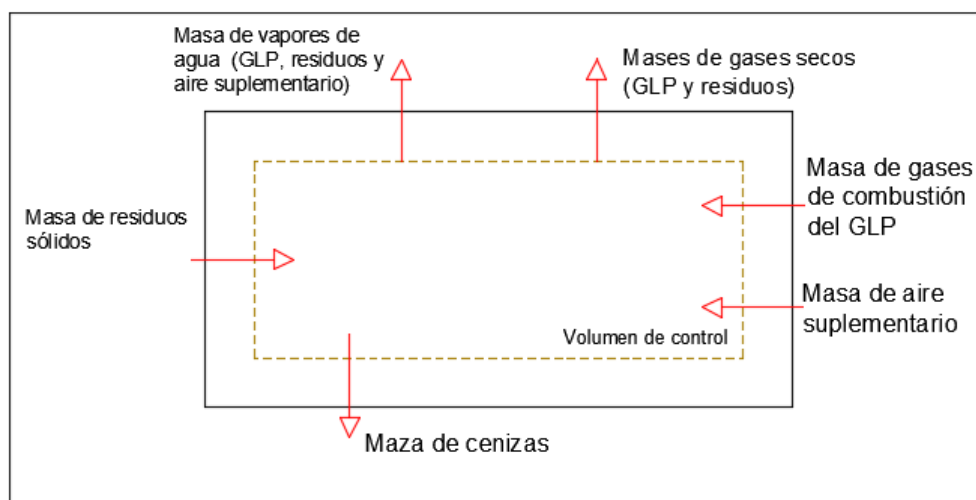 Masa de vapores de
agua (GLP, residuos y
aire suplementario)
Mases de gases secos
(GLP y residuos)
Masa de gases
de combustión
del GLP
Masa de residuos
sólidos
Masa de aire
suplementario
Volumen de control
Maza de cenizas